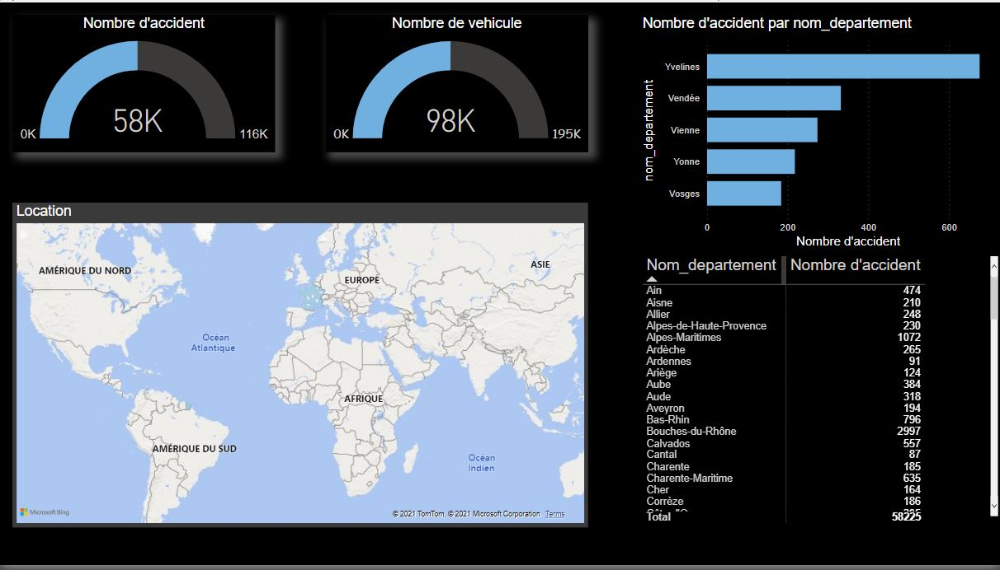 Nombre d'accident
58K
0K
116K
Nombre de vehicule
98K
0K
195K
Nombre d'accident par nom_departement
nom_departement
Yvelines
Vendée
Vienne
Yonne
Vosges
0 200 400 600
Nombre d'accident
Location
AMÉRIQUE DU NORD
ASIE
EUROPE
Océan
Atlantique
AFRIQUE
AMÉRIQUE DU SUD
Océan
Indien
Microsoft Bing
© 2021 TomTom, © 2021 Microsoft Corporation Terms
Nom_departement Nombre d'accident
Ain 474
Aisne 210
Allier 248
Alpes-de-Haute-Provence 230
Alpes-Maritimes 1072
Ardèche 265
Ardennes 91
Ariège 124
Aube 384
Aude 318
Aveyron 194
Bas-Rhin 796
Bouches-du-Rhône 2997
Calvados 557
Cantal 87
Charente 185
Charente-Maritime 635
Cher 164
Corrèze 186
Total 58225